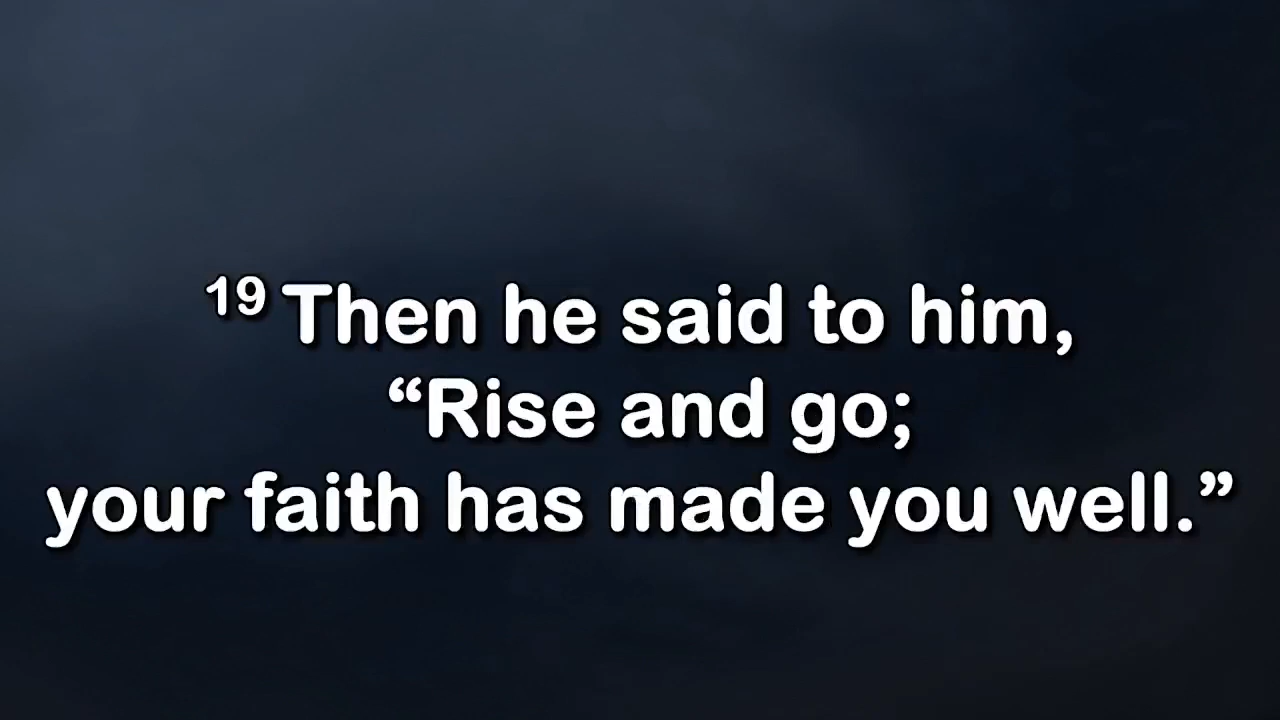 19 Then he said to him,
“Rise and go;
your faith has made you well.”